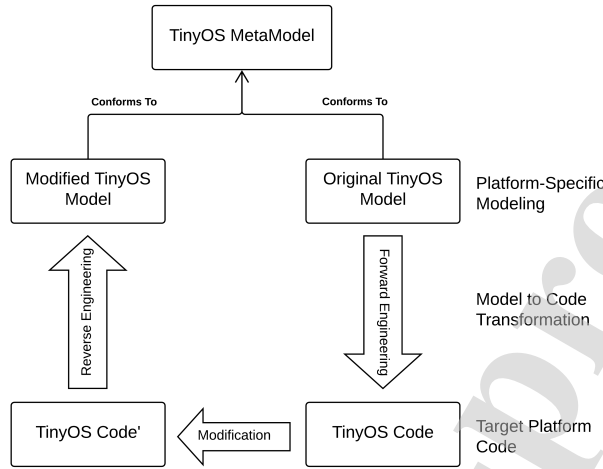 TinyOS MetaModel
Conforms To
Conforms To
Modified TinyOS
Model
Original TinyOS
Model
Platform-Specific
Modeling
Reverse Engineering
Forward Engineering
Model to Code
Transformation
TinyOS Code'
Modification
TinyOS Code
Target Platform
Code